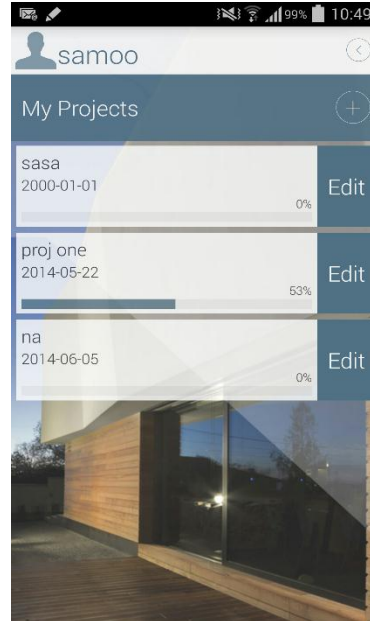 99% 10:49
samoo
My Projects
sasa
2000-01-01
0%
Edit
proj one
2014-05-22
53%
Edit
na
2014-06-05
0%
Edit